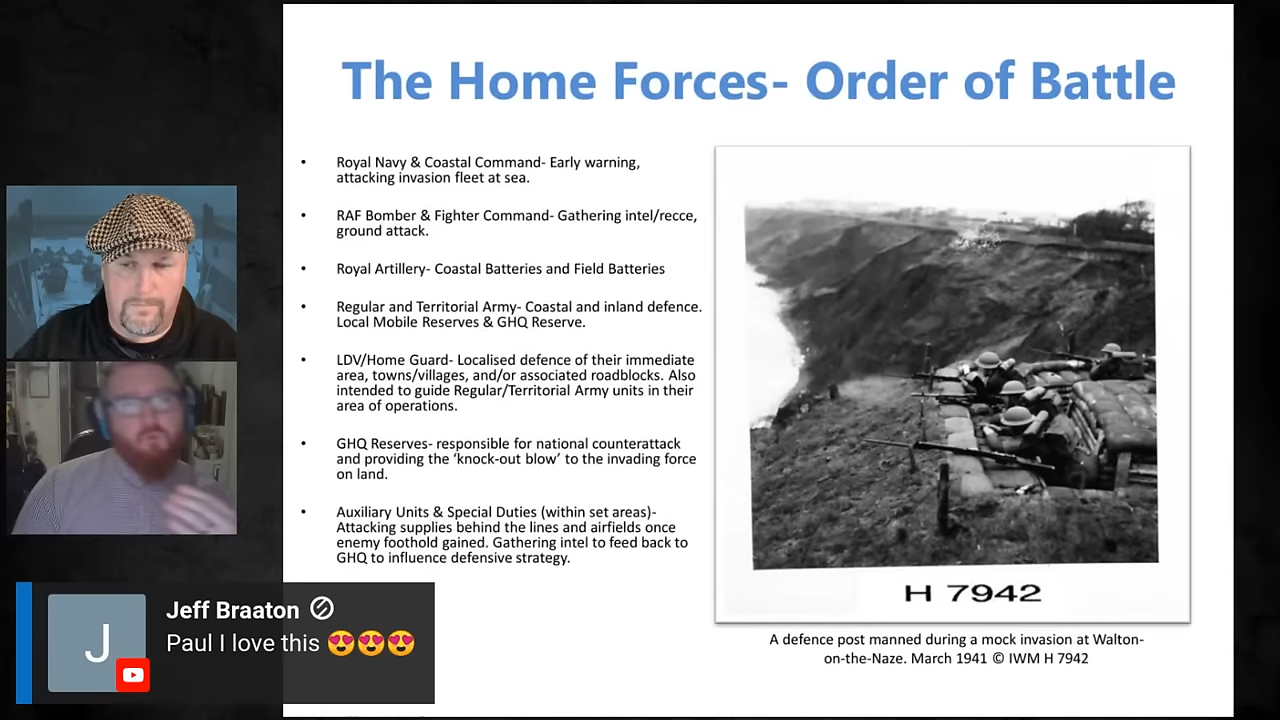 The Home Forces- Order of Battle
• Royal Navy & Coastal Command- Early warning,
attacking invasion fleet at sea.
• RAF Bomber & Fighter Command- Gathering intel/recce,
ground attack.
• Royal Artillery- Coastal Batteries and Field Batteries
• Regular and Territorial Army- Coastal and inland defence.
Local Mobile Reserves & GHQ Reserve.
• LDV/Home Guard- Localised defence of their immediate
area, towns/villages, and/or associated roadblocks. Also
intended to guide Regular/Territorial Army units in their
area of operations.
• GHQ Reserves- responsible for national counterattack
and providing the ‘knock-out blow’ to the invading force
on land.
• Auxiliary Units & Special Duties (within set areas)-
Attacking supplies behind the lines and airfields once
enemy foothold gained. Gathering intel to feed back to
GHQ to influence defensive strategy.
H 7942
A defence post manned during a mock invasion at Walton-
on-the-Naze. March 1941 © IWM H 7942
J
Jeff Braaton
Paul I love this 😍😍😍